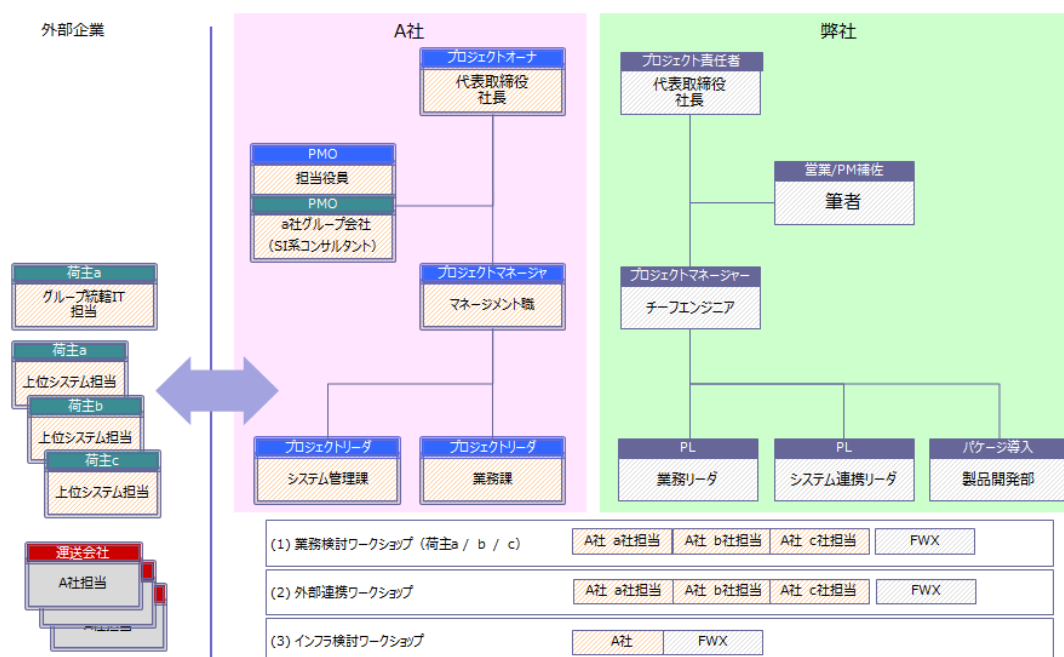 外部企業
A社
弊社
プロジェクトオーナ
代表取締役
社長
プロジェクト責任者
代表取締役
社長
PMO
担当役員
PMO
a社グループ会社
(SI系コンサルタント)
営業/PM補佐
筆者
荷主a
グループ統轄IT
担当
プロジェクトマネージャ
マネージメント職
プロジェクトマネージャー
チーフエンジニア
荷主a
上位システム担当
荷主b
上位システム担当
荷主c
上位システム担当
プロジェクトリーダ
システム管理課
プロジェクトリーダ
業務課
PL
業務リーダ
PL
システム連携リーダ
パケージ導入
製品開発部
運送会社
A社担当
A社担当
(1) 業務検討ワークショップ (荷主a / b / c)
A社 a社担当
A社 b社担当
A社 c社担当
FWX
(2) 外部連携ワークショップ
A社 a社担当
A社 b社担当
A社 c社担当
FWX
(3) インフラ検討ワークショップ
A社
FWX